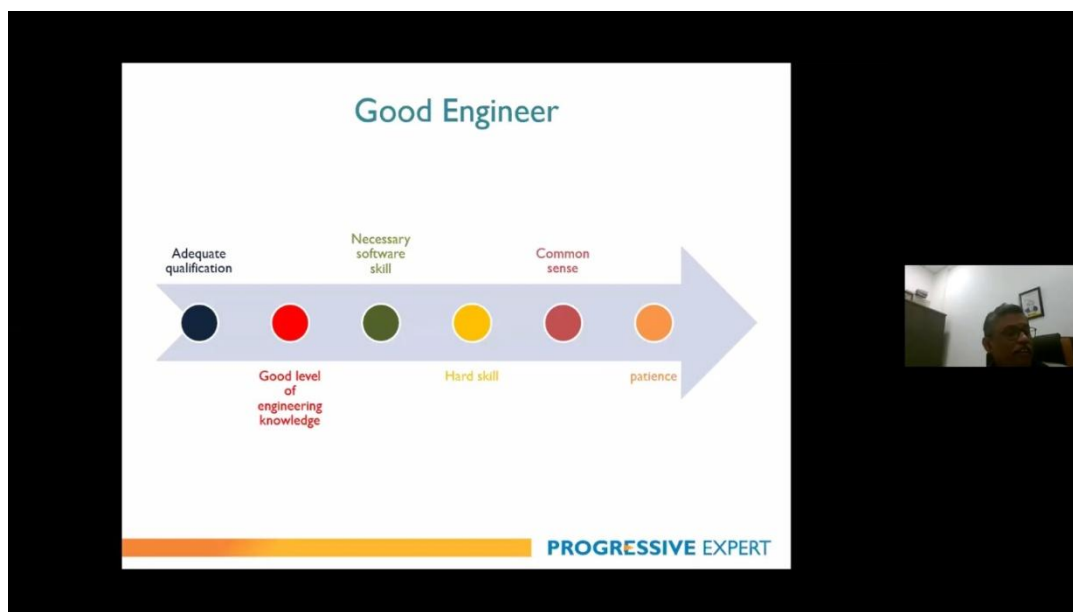 Good Engineer
Adequate
qualification
Good level
of
engineering
knowledge
Necessary
software
skill
Hard skill
Common
sense
patience
PROGRESSIVE EXPERT